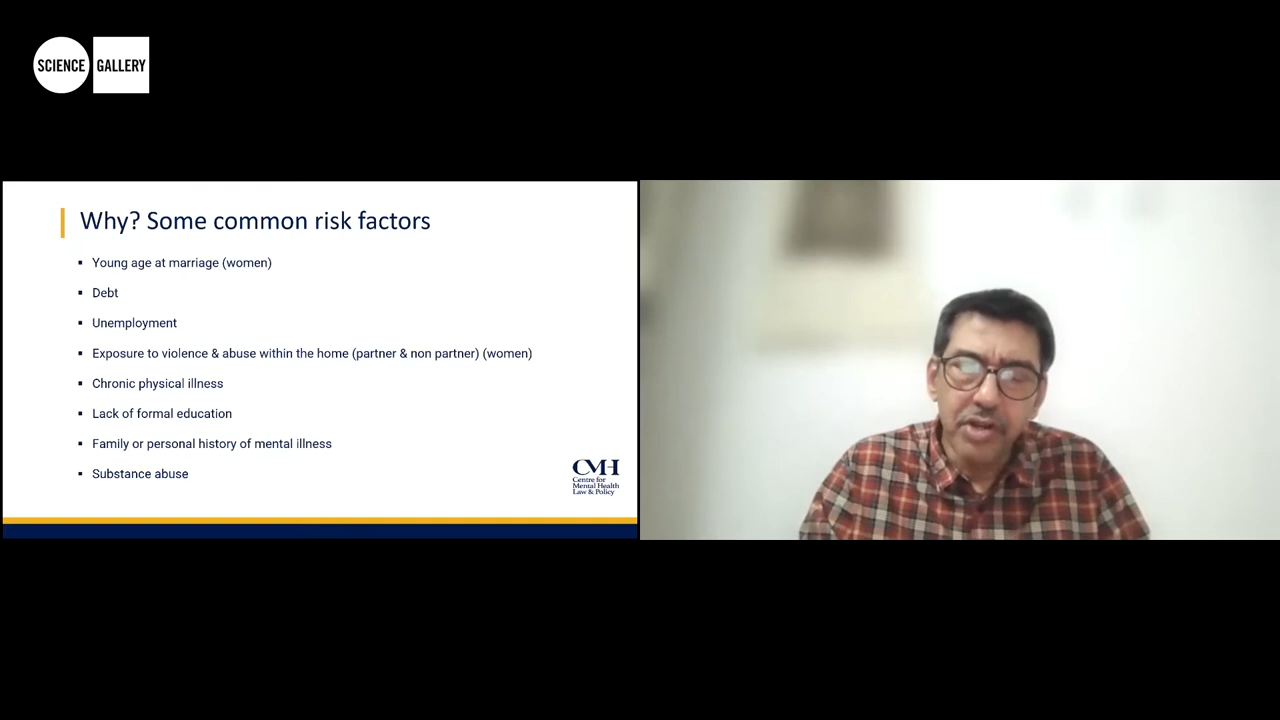 SCIENCE GALLERY
Why? Some common risk factors
▪ Young age at marriage (women)
▪ Debt
▪ Unemployment
▪ Exposure to violence & abuse within the home (partner & non partner) (women)
▪ Chronic physical illness
▪ Lack of formal education
▪ Family or personal history of mental illness
▪ Substance abuse
CMH
Centre for
Mental Health
Law & Policy